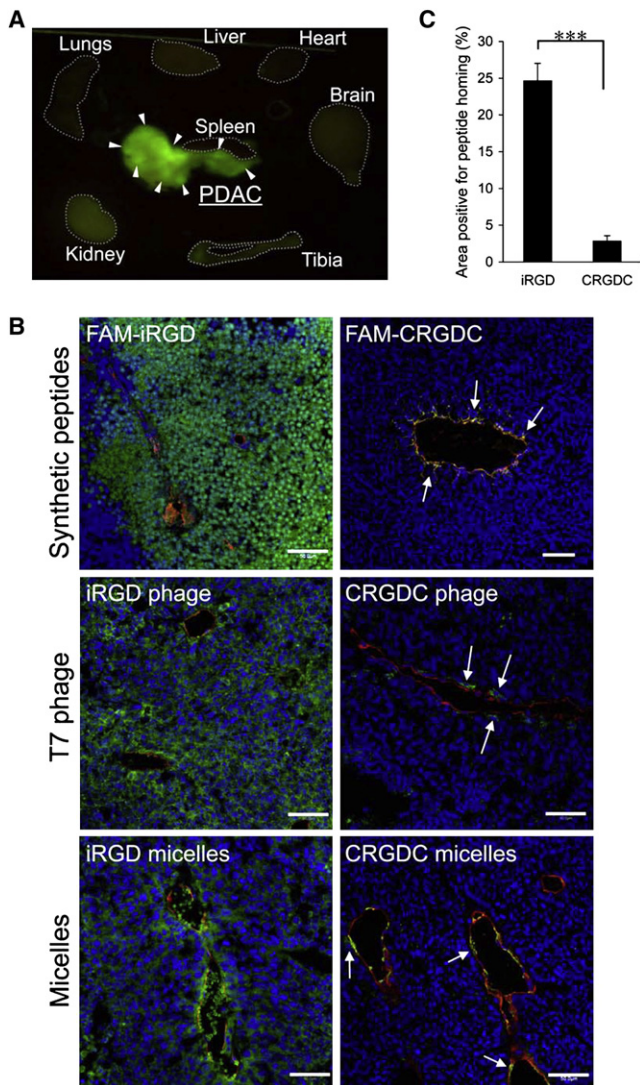 A
Lungs
Liver
Heart
Brain
Spleen
PDAC
Kidney
Tibia
C
Area positive for peptide homing (%)
30
25
20
15
10
5
0
***
iRGD
CRGDC
B
Synthetic peptides
FAM-iRGD
FAM-CRGDC
T7 phage
iRGD phage
CRGDC phage
Micelles
iRGD micelles
CRGDC micelles